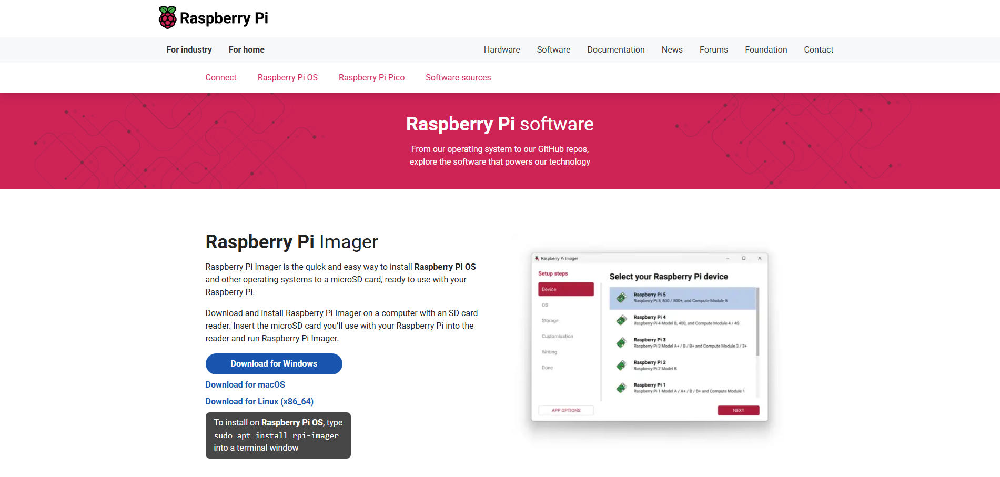 Raspberry Pi
For industry For home Hardware Software Documentation News Forums Foundation Contact
Connect Raspberry Pi OS Raspberry Pi Pico Software sources
Raspberry Pi software
From our operating system to our GitHub repos,
explore the software that powers our technology
Raspberry Pi Imager
Raspberry Pi Imager is the quick and easy way to install Raspberry Pi OS
and other operating systems to a microSD card, ready to use with your
Raspberry Pi.
Download and install Raspberry Pi Imager on a computer with an SD card
reader. Insert the microSD card you’ll use with your Raspberry Pi into the
reader and run Raspberry Pi Imager.
Download for Windows
Download for macOS
Download for Linux (x86_64)
To install on Raspberry Pi OS, type
sudo apt install rpi-imager
into a terminal window
Raspberry Pi Imager
Setup steps
Device
OS
Storage
Customisation
Writing
Done
APP OPTIONS
Select your Raspberry Pi device
Raspberry Pi 5
Raspberry Pi 5, 500 / 500+, and Compute Module 5
Raspberry Pi 4
Raspberry Pi 4 Model B, 400, and Compute Module 4 / 4S
Raspberry Pi 3
Raspberry Pi 3 Model A+ / B / B+ and Compute Module 3 / 3+
Raspberry Pi 2
Raspberry Pi 2 Model B
Raspberry Pi 1
Raspberry Pi 1 Model A / A+ / B / B+ and Compute Module 1
NEXT